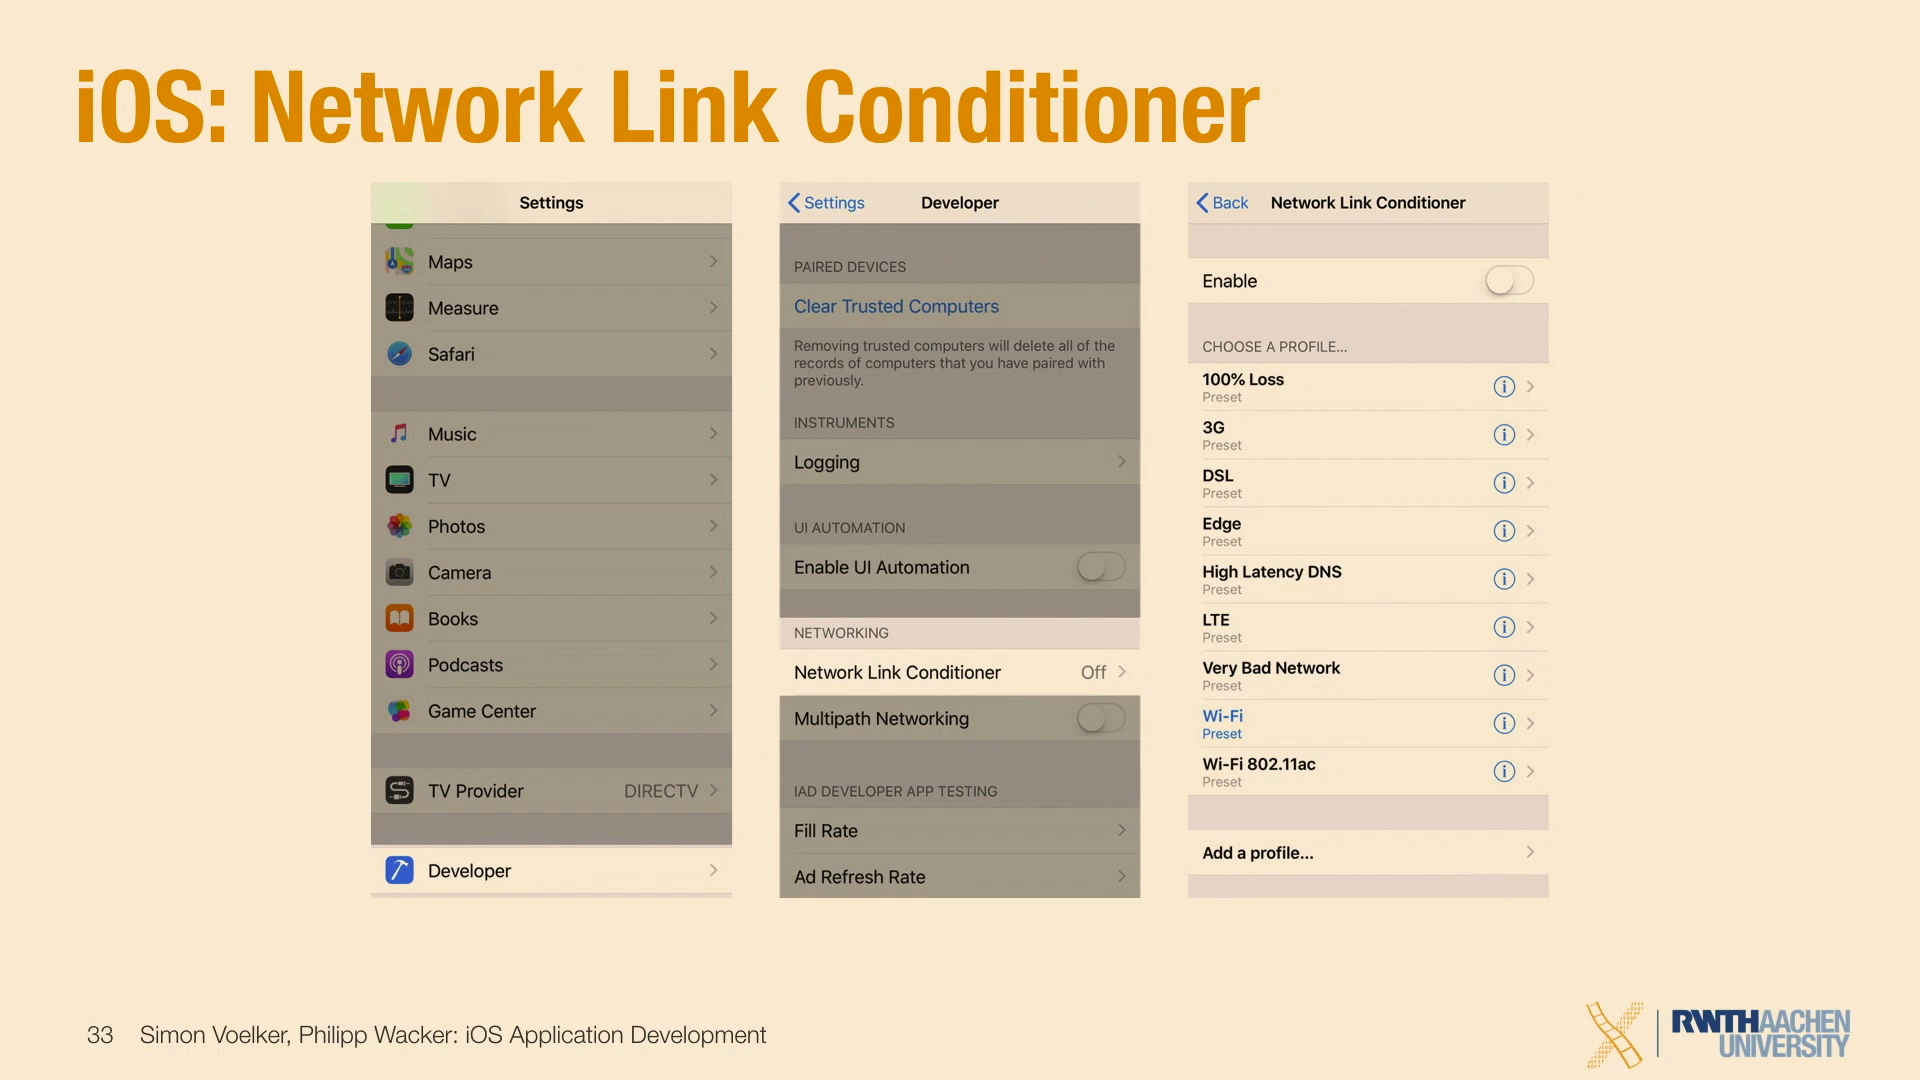 iOS: Network Link Conditioner
Settings
Maps
Measure
Safari
Music
TV
Photos
Camera
Books
Podcasts
Game Center
TV Provider DIRECTV
Developer
Settings Developer
PAIRED DEVICES
Clear Trusted Computers
Removing trusted computers will delete all of the
records of computers that you have paired with
previously.
INSTRUMENTS
Logging
UI AUTOMATION
Enable UI Automation
NETWORKING
Network Link Conditioner Off
Multipath Networking
IAD DEVELOPER APP TESTING
Fill Rate
Ad Refresh Rate
Back Network Link Conditioner
Enable
CHOOSE A PROFILE...
100% Loss
Preset
3G
Preset
DSL
Preset
Edge
Preset
High Latency DNS
Preset
LTE
Preset
Very Bad Network
Preset
Wi-Fi
Preset
Wi-Fi 802.11ac
Preset
Add a profile...
33 Simon Voelker, Philipp Wacker: iOS Application Development
RWTHAACHEN
UNIVERSITY